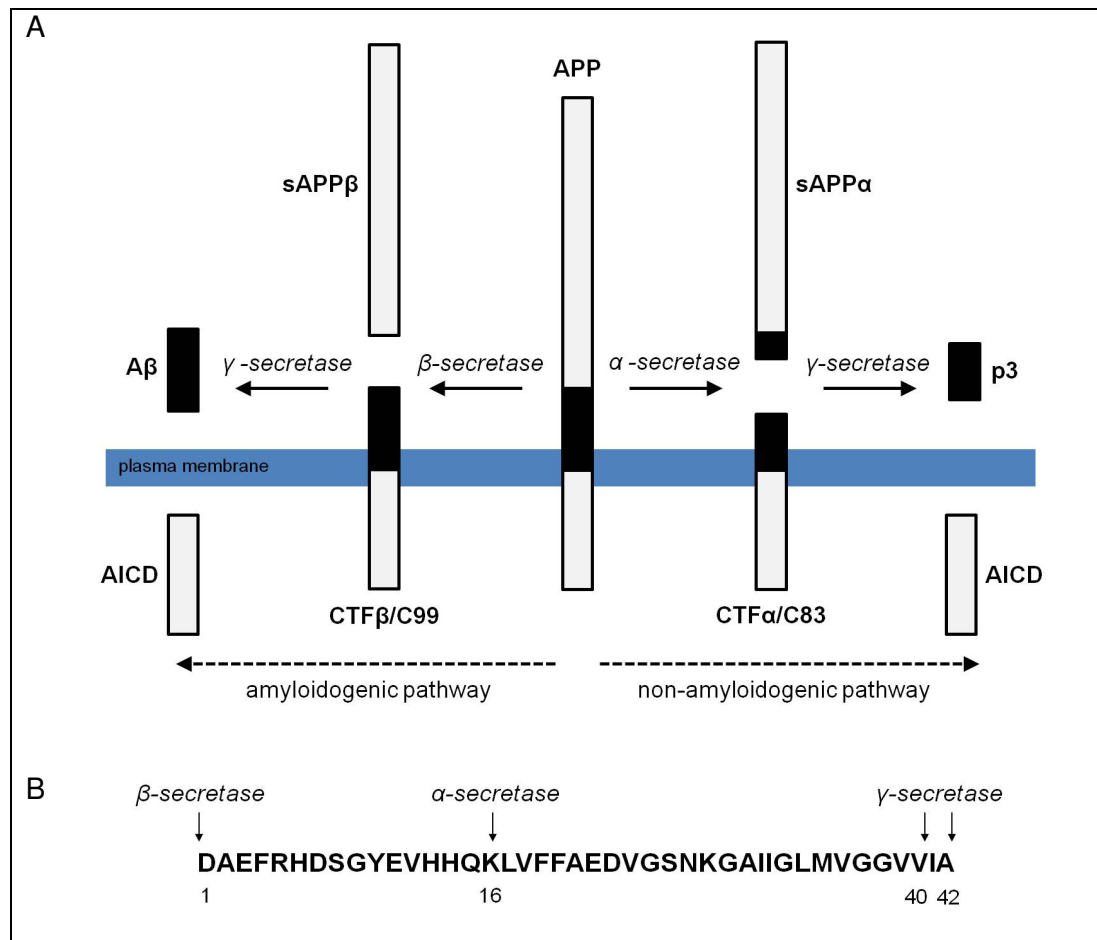 A
APP
sAPPβ
sAPPα
Aβ
γ -secretase
β-secretase
α -secretase
γ-secretase
p3
plasma membrane
AICD
AICD
CTFβ/C99
CTFα/C83
amyloidogenic pathway
non-amyloidogenic pathway
B
β-secretase
α-secretase
γ-secretase
DAEFRHDSGYEVHHQKLVFFAEDVGSNKGAIIGLMVGGVVIA
1
16
40
42